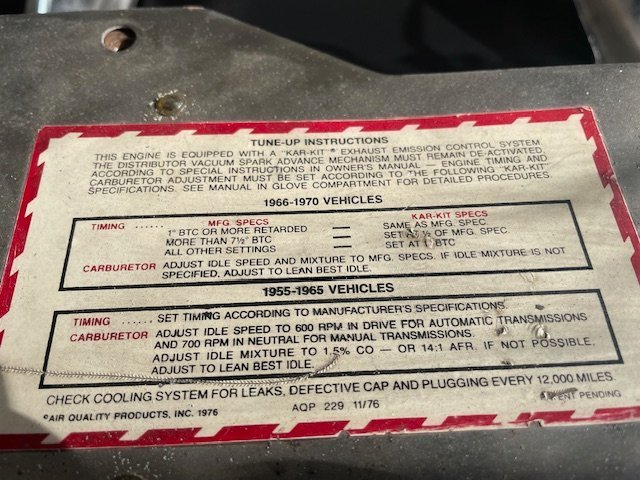 TUNE-UP INSTRUCTIONS
THIS ENGINE IS EQUIPPED WITH A "KAR-KIT" EXHAUST EMISSION CONTROL SYSTEM
THE DISTRIBUTOR VACUUM SPARK ADVANCE MECHANISM MUST REMAIN DE-ACTIVATED,
ACCORDING TO SPECIAL INSTRUCTIONS IN OWNER'S MANUAL — ENGINE TIMING AND
CARBURETOR ADJUSTMENT MUST BE SET ACCORDING TO THE FOLLOWING "KAR-KIT"
SPECIFICATIONS. SEE MANUAL IN GLOVE COMPARTMENT FOR DETAILED PROCEDURES
1966-1970 VEHICLES
MFG SPECS KAR-KIT SPECS
TIMING ...... 1° BTC OR MORE RETARDED — SAME AS MFG. SPEC
MORE THAN 7½° BTC — SET AT ½ OF MFG. SPEC.
ALL OTHER SETTINGS — SET AT BTC
CARBURETOR ADJUST IDLE SPEED AND MIXTURE TO MFG. SPECS. IF IDLE MIXTURE IS NOT
SPECIFIED, ADJUST TO LEAN BEST IDLE.
1955-1965 VEHICLES
TIMING ...... SET TIMING ACCORDING TO MANUFACTURER'S SPECIFICATIONS.
CARBURETOR ADJUST IDLE SPEED TO 600 RPM IN DRIVE FOR AUTOMATIC TRANSMISSIONS
AND 700 RPM IN NEUTRAL FOR MANUAL TRANSMISSIONS.
ADJUST IDLE MIXTURE TO 1.5% CO — OR 14:1 AFR. IF NOT POSSIBLE,
ADJUST TO LEAN BEST IDLE.
CHECK COOLING SYSTEM FOR LEAKS, DEFECTIVE CAP AND PLUGGING EVERY 12,000 MILES.
AIR QUALITY PRODUCTS, INC. 1976 AQP 229 11/76 PATENT PENDING